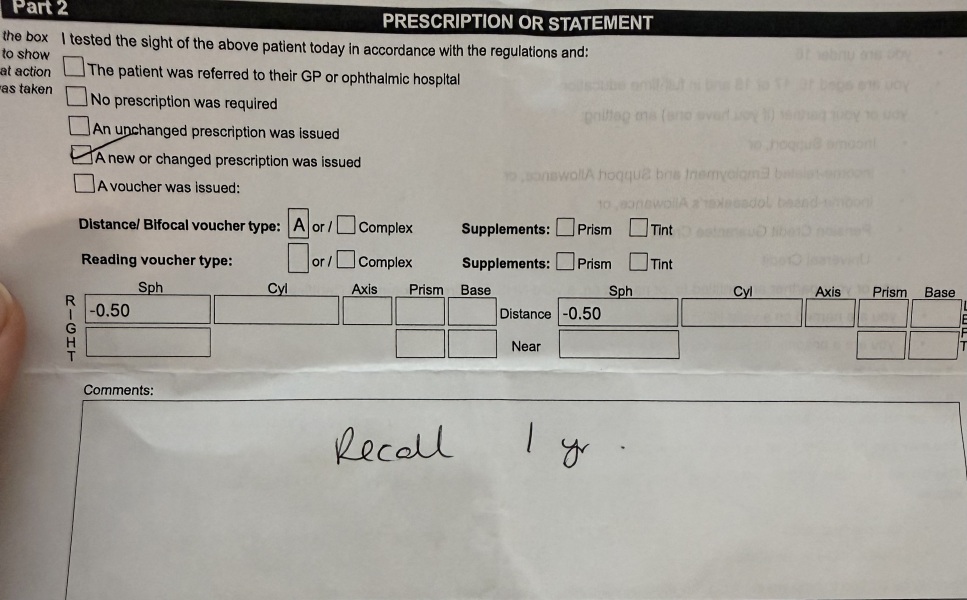 Part 2
PRESCRIPTION OR STATEMENT
the box
to show
at action
as taken
I tested the sight of the above patient today in accordance with the regulations and:
The patient was referred to their GP or ophthalmic hospital
No prescription was required
An unchanged prescription was issued
A new or changed prescription was issued
A voucher was issued:
Distance/ Bifocal voucher type: A or / Complex Supplements: Prism Tint
Reading voucher type: or / Complex Supplements: Prism Tint
Sph Cyl Axis Prism Base Sph Cyl Axis Prism Base
RIGHT -0.50 Distance -0.50 LEFT
Near
Comments:
Recall 1 yr.